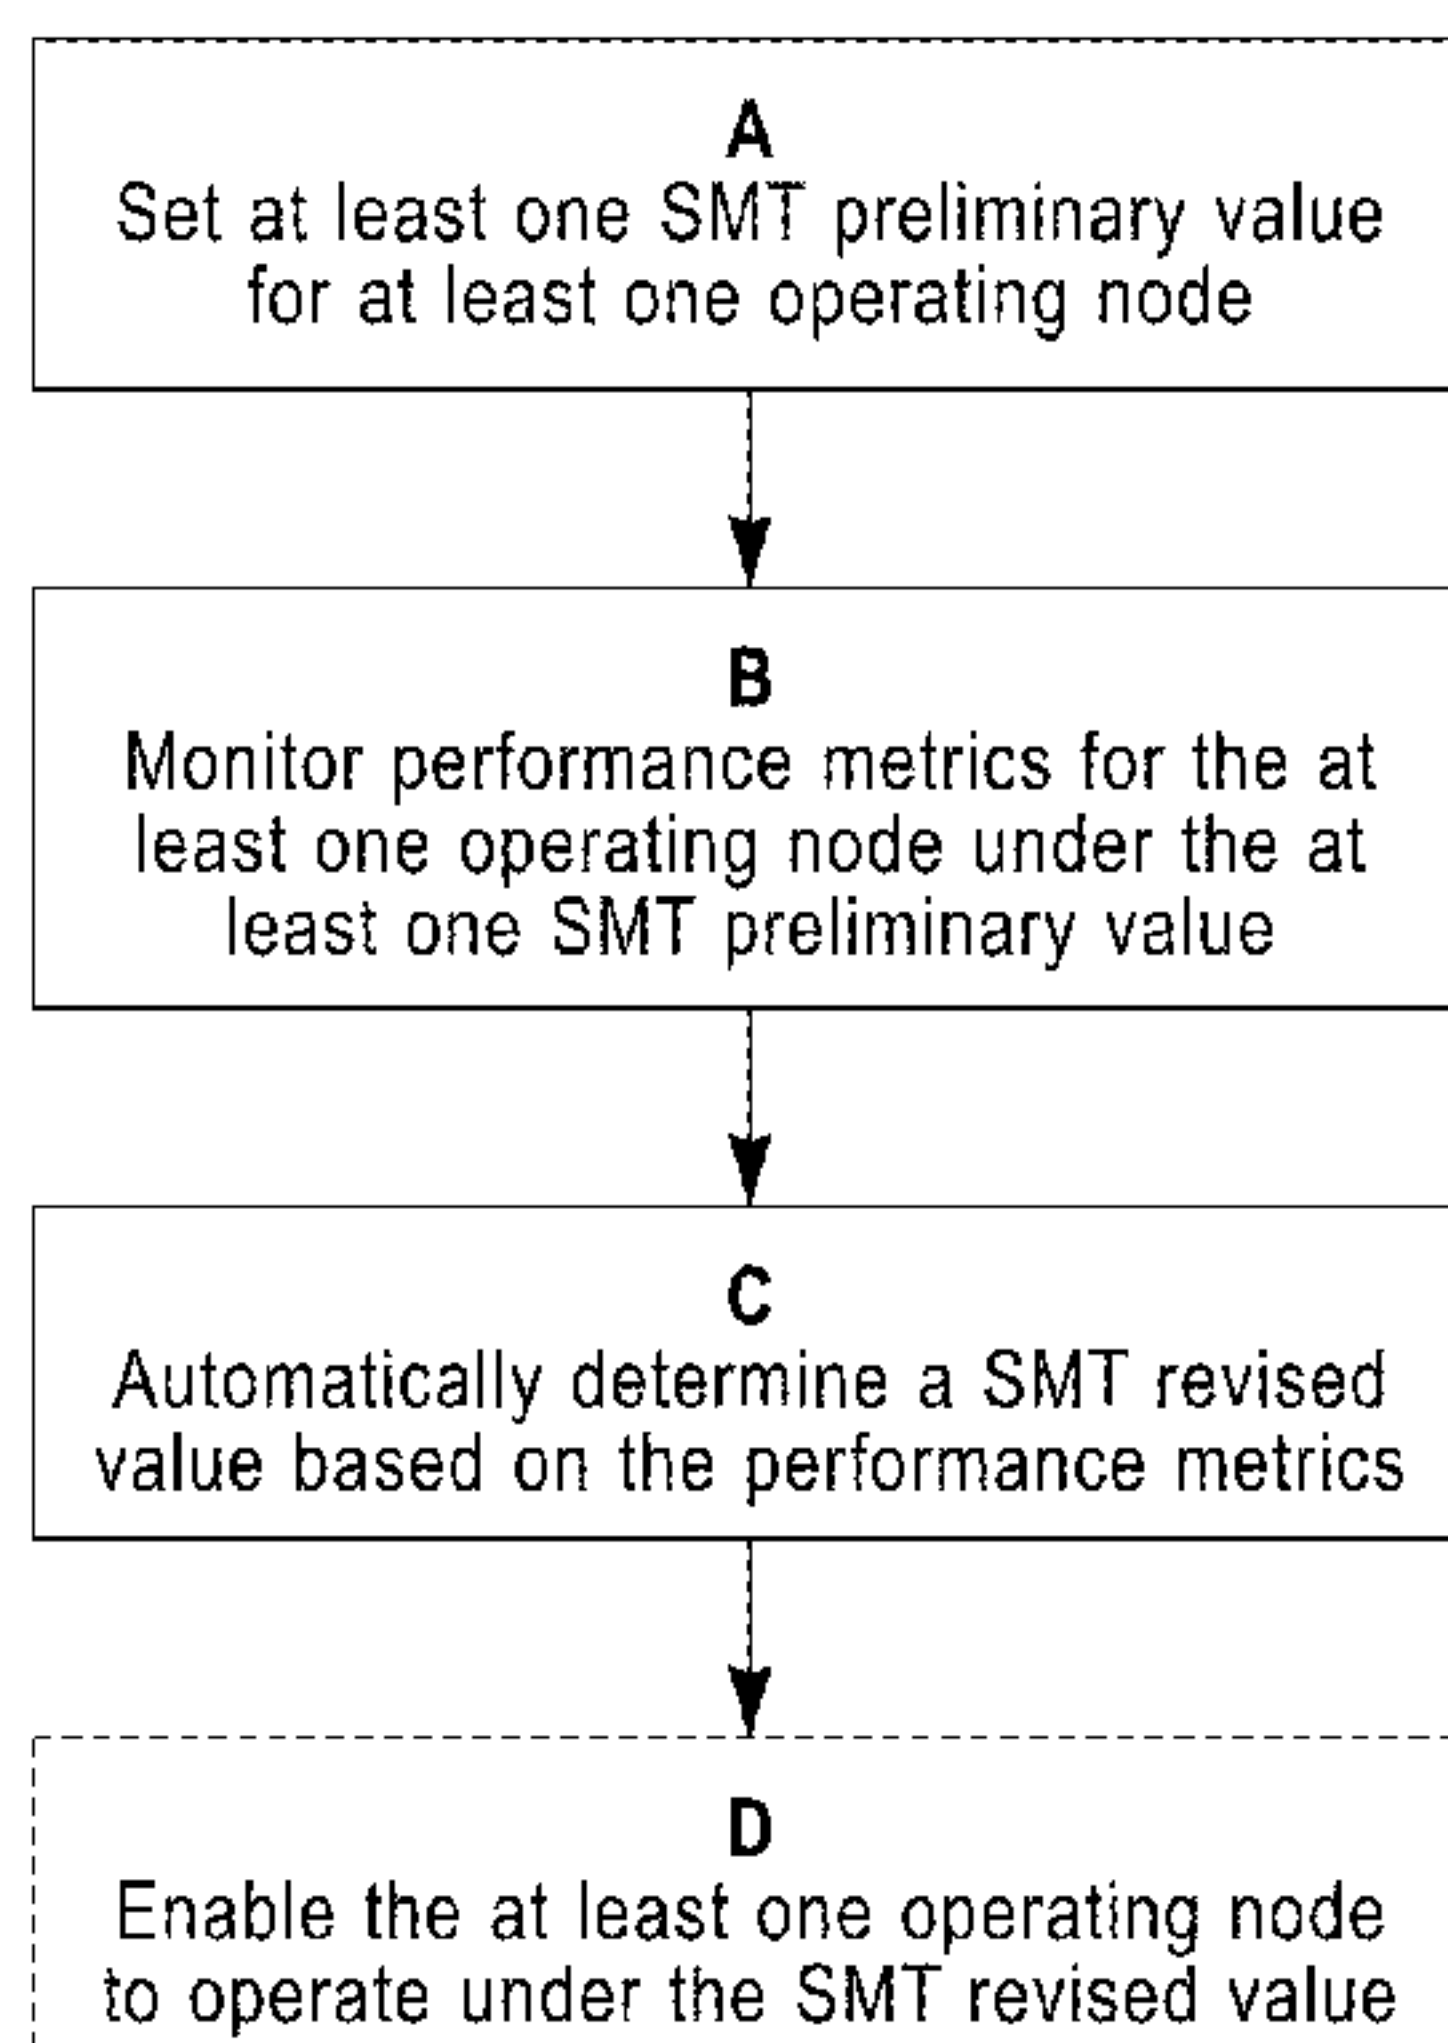 A
Set at least one SMT preliminary value
for at least one operating node
B
Monitor performance metrics for the at
least one operating node under the at
least one SMT preliminary value
C
Automatically determine a SMT revised
value based on the performance metrics
D
Enable the at least one operating node
to operate under the SMT revised value